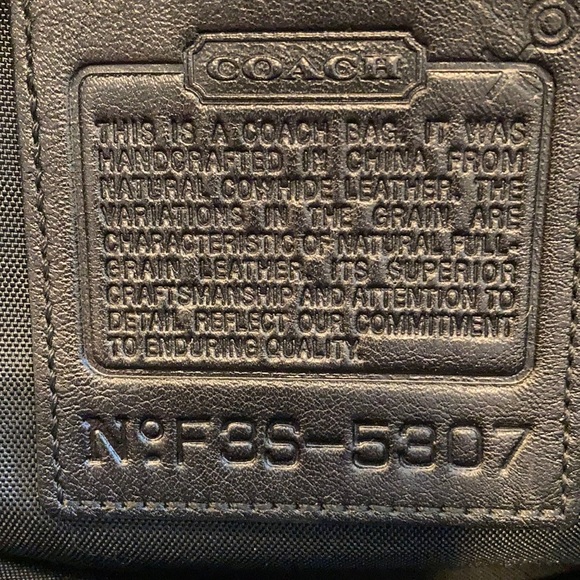 COACH
THIS IS A COACH BAG. IT WAS
HANDCRAFTED IN CHINA FROM
NATURAL COWHIDE LEATHER. THE
VARIATIONS IN THE GRAIN ARE
CHARACTERISTIC OF NATURAL FULL-
GRAIN LEATHER. ITS SUPERIOR
CRAFTSMANSHIP AND ATTENTION TO
DETAIL REFLECT OUR COMMITMENT
TO ENDURING QUALITY.
Nº F3S-5307